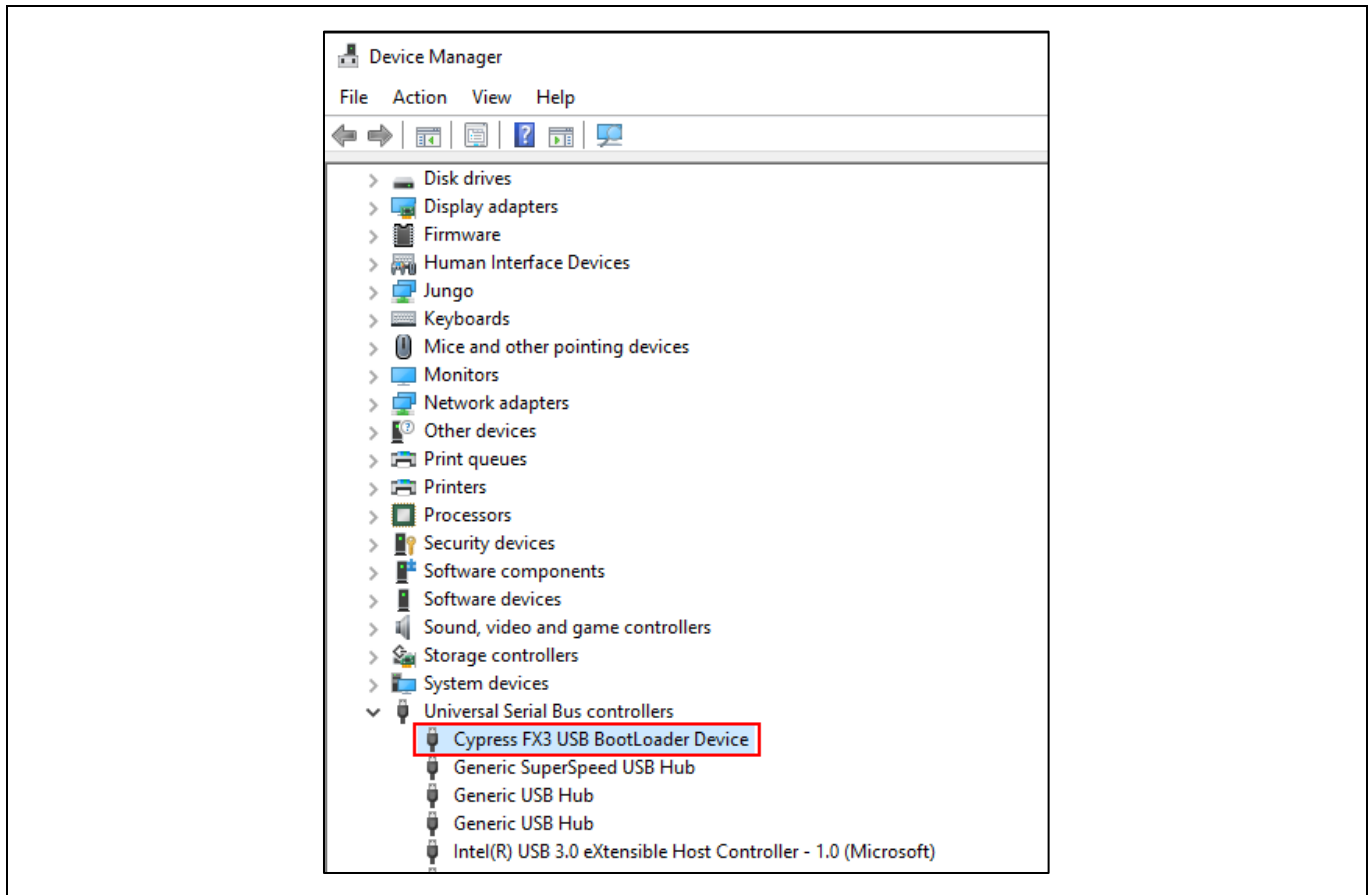 Device Manager
File Action View Help
Disk drives
Display adapters
Firmware
Human Interface Devices
Jungo
Keyboards
Mice and other pointing devices
Monitors
Network adapters
Other devices
Print queues
Printers
Processors
Security devices
Software components
Software devices
Sound, video and game controllers
Storage controllers
System devices
Universal Serial Bus controllers
Cypress FX3 USB BootLoader Device
Generic SuperSpeed USB Hub
Generic USB Hub
Generic USB Hub
Intel(R) USB 3.0 eXtensible Host Controller - 1.0 (Microsoft)